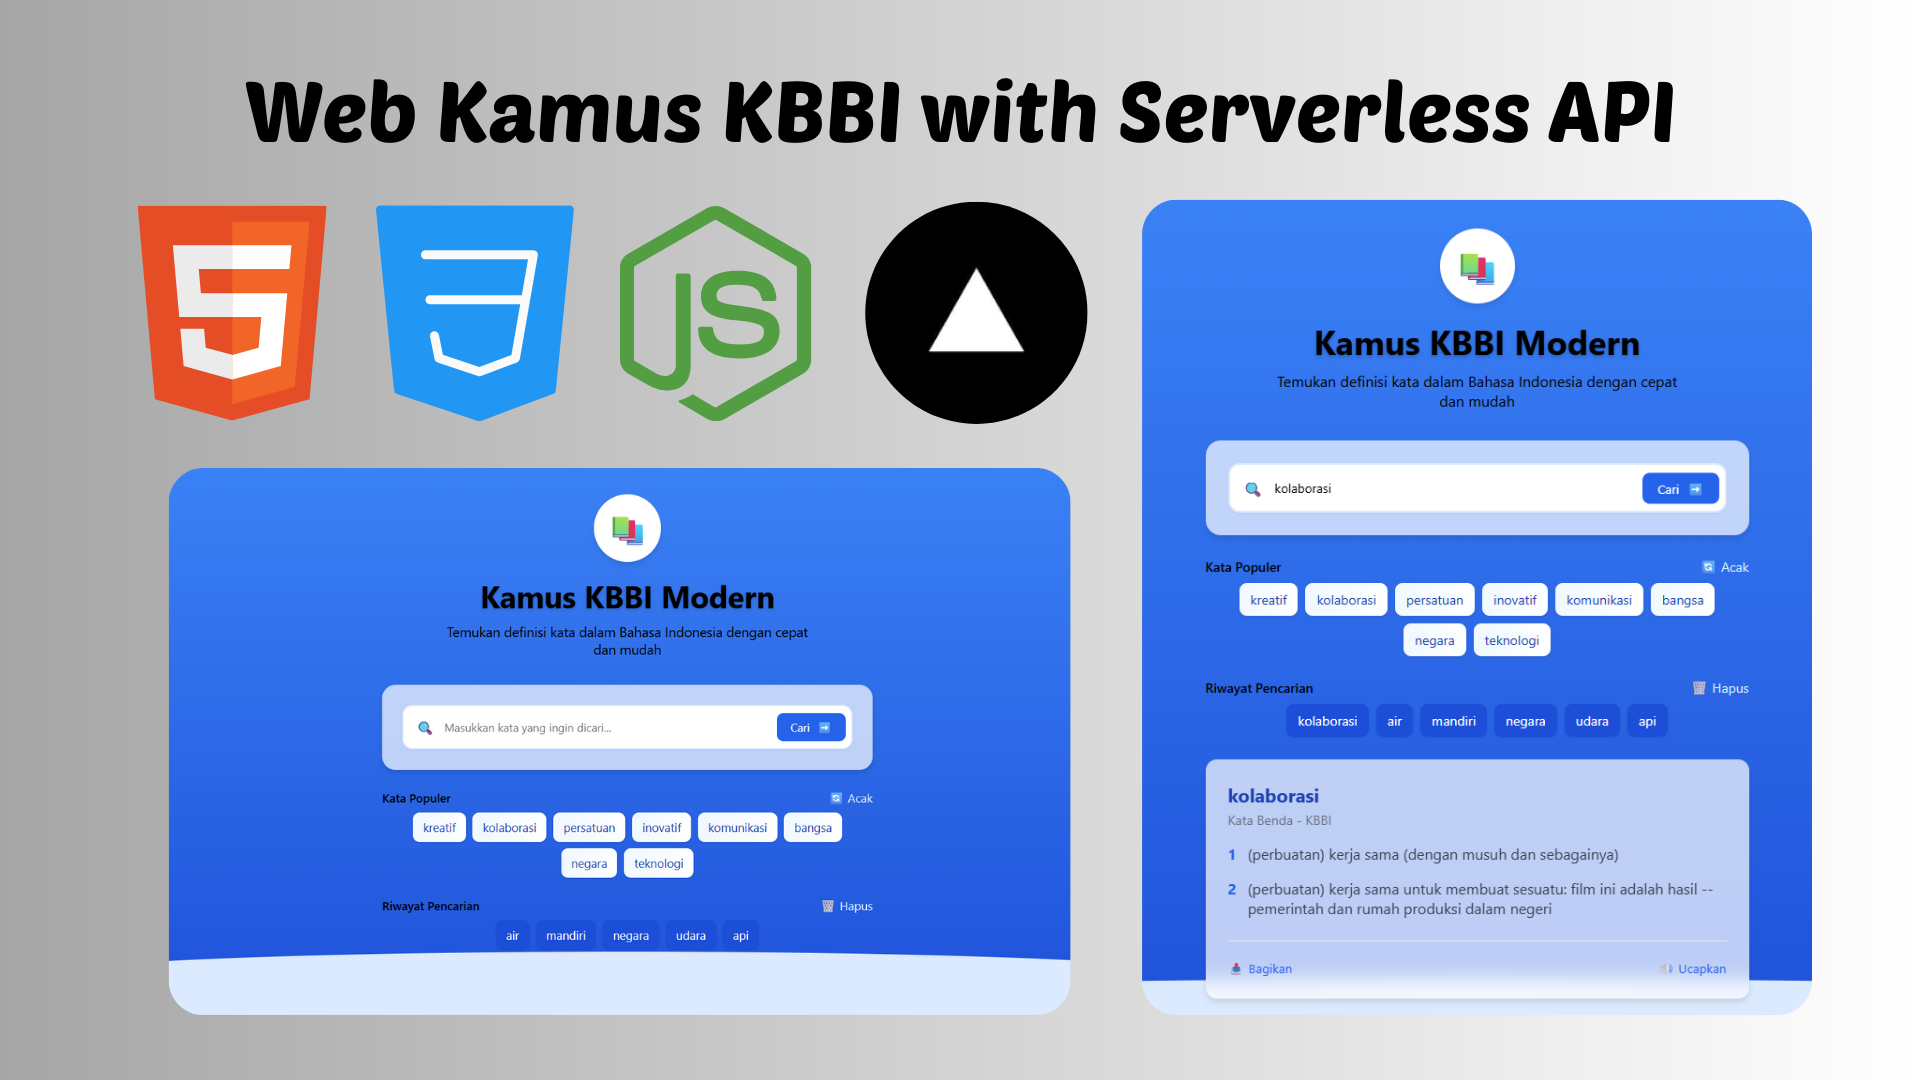 Web Kamus KBBI with Serverless API
JS
Kamus KBBI Modern
Temukan definisi kata dalam Bahasa Indonesia dengan cepat
dan mudah
Masukkan kata yang ingin dicari...
Cari
Kata Populer
Acak
kreatif
kolaborasi
persatuan
inovatif
komunikasi
bangsa
negara
teknologi
Riwayat Pencarian
Hapus
air
mandiri
negara
udara
api
Kamus KBBI Modern
Temukan definisi kata dalam Bahasa Indonesia dengan cepat
dan mudah
kolaborasi
Cari
Kata Populer
Acak
kreatif
kolaborasi
persatuan
inovatif
komunikasi
bangsa
negara
teknologi
Riwayat Pencarian
Hapus
kolaborasi
air
mandiri
negara
udara
api
kolaborasi
Kata Benda - KBBI
1 (perbuatan) kerja sama (dengan musuh dan sebagainya)
2 (perbuatan) kerja sama untuk membuat sesuatu: film ini adalah hasil --
pemerintah dan rumah produksi dalam negeri
Bagikan
Ucapkan